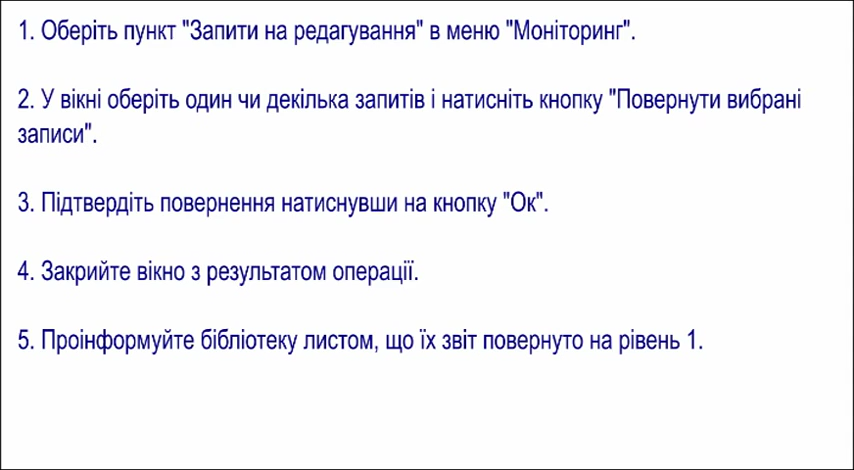 1. Оберіть пункт "Запити на редагування" в меню "Моніторинг".
2. У вікні оберіть один чи декілька запитів і натисніть кнопку "Повернути вибрані
записи".
3. Підтвердіть повернення натиснувши на кнопку "Ок".
4. Закрийте вікно з результатом операції.
5. Проінформуйте бібліотеку листом, що їх звіт повернуто на рівень 1.